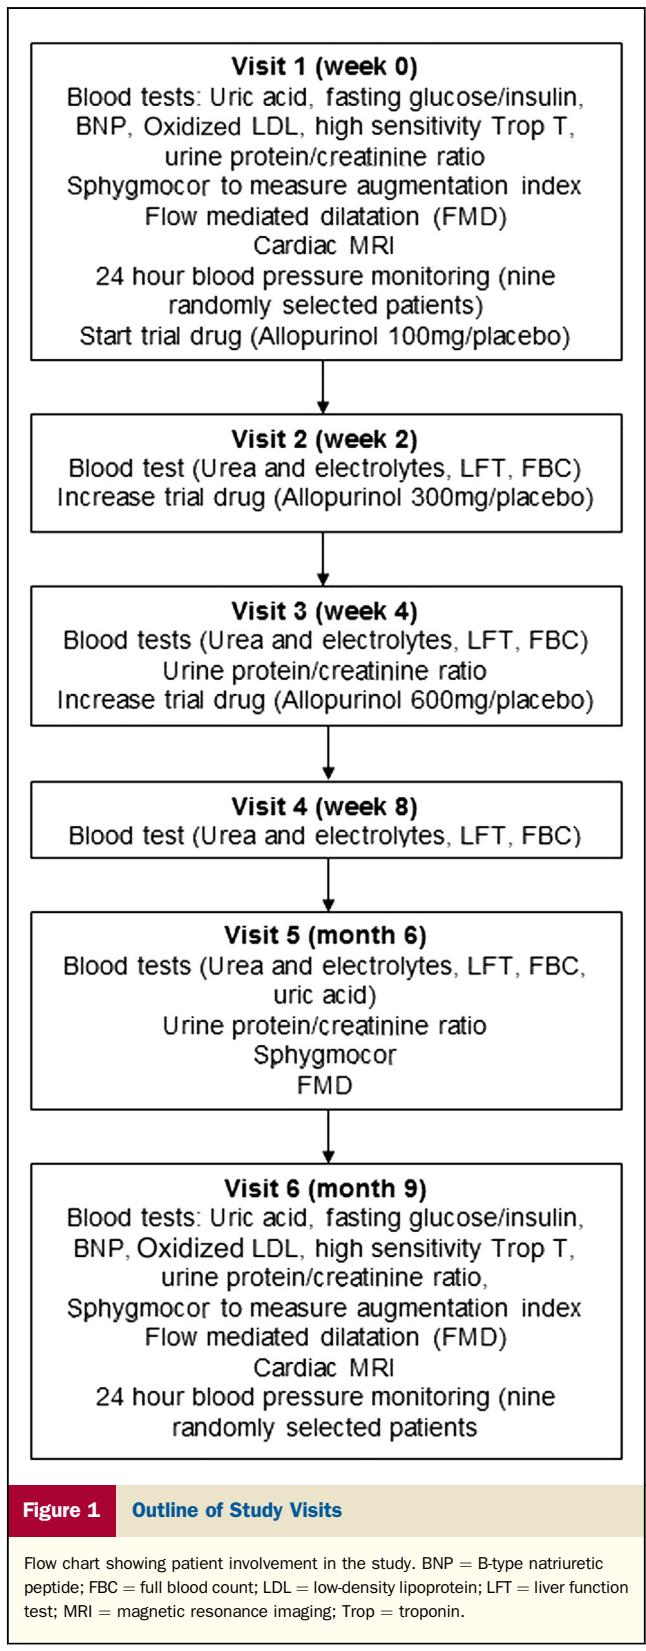 Visit 1 (week 0)
Blood tests: Uric acid, fasting glucose/insulin,
BNP, Oxidized LDL, high sensitivity Trop T,
urine protein/creatinine ratio
Sphygmocor to measure augmentation index
Flow mediated dilatation (FMD)
Cardiac MRI
24 hour blood pressure monitoring (nine
randomly selected patients)
Start trial drug (Allopurinol 100mg/placebo)
Visit 2 (week 2)
Blood test (Urea and electrolytes, LFT, FBC)
Increase trial drug (Allopurinol 300mg/placebo)
Visit 3 (week 4)
Blood tests (Urea and electrolytes, LFT, FBC)
Urine protein/creatinine ratio
Increase trial drug (Allopurinol 600mg/placebo)
Visit 4 (week 8)
Blood test (Urea and electrolytes, LFT, FBC)
Visit 5 (month 6)
Blood tests (Urea and electrolytes, LFT, FBC,
uric acid)
Urine protein/creatinine ratio
Sphygmocor
FMD
Visit 6 (month 9)
Blood tests: Uric acid, fasting glucose/insulin,
BNP, Oxidized LDL, high sensitivity Trop T,
urine protein/creatinine ratio,
Sphygmocor to measure augmentation index
Flow mediated dilatation (FMD)
Cardiac MRI
24 hour blood pressure monitoring (nine
randomly selected patients
Figure 1 Outline of Study Visits
Flow chart showing patient involvement in the study. BNP = B-type natriuretic
peptide; FBC = full blood count; LDL = low-density lipoprotein; LFT = liver function
test; MRI = magnetic resonance imaging; Trop = troponin.